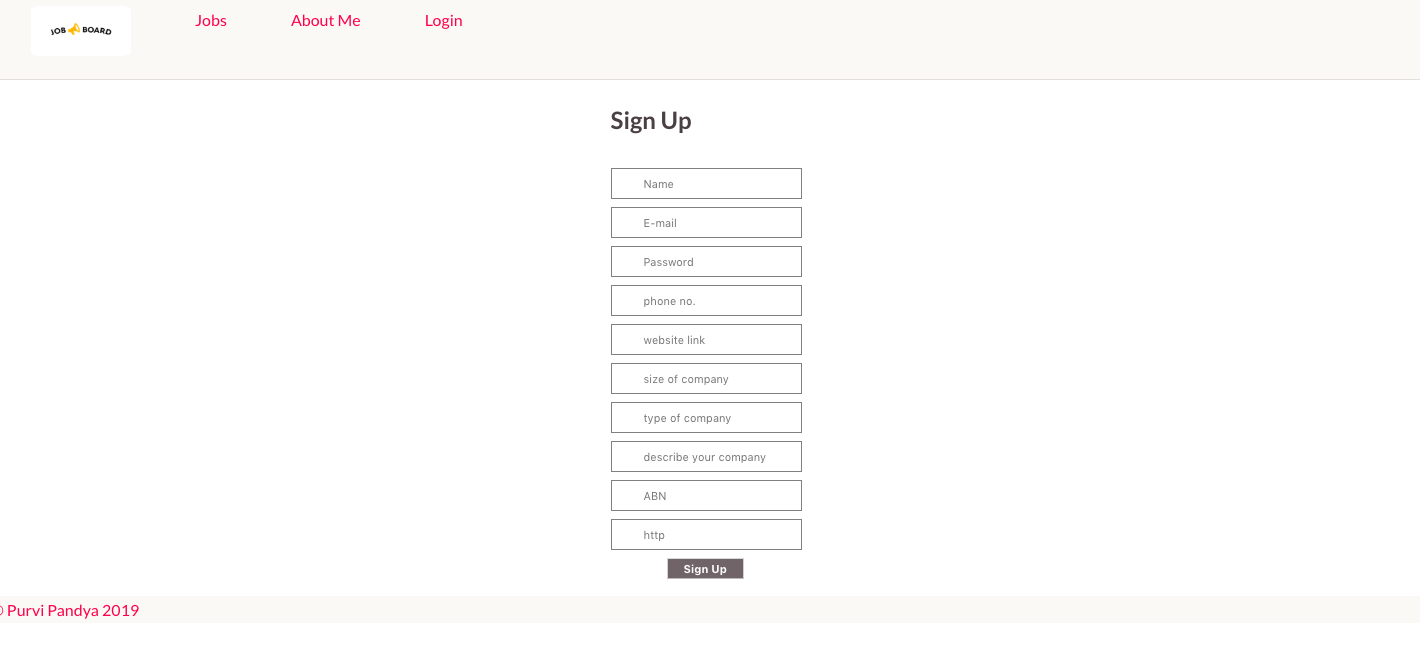 JOB BOARD
Jobs
About Me
Login
Sign Up
Name
E-mail
Password
phone no.
website link
size of company
type of company
describe your company
ABN
http
Sign Up
© Purvi Pandya 2019